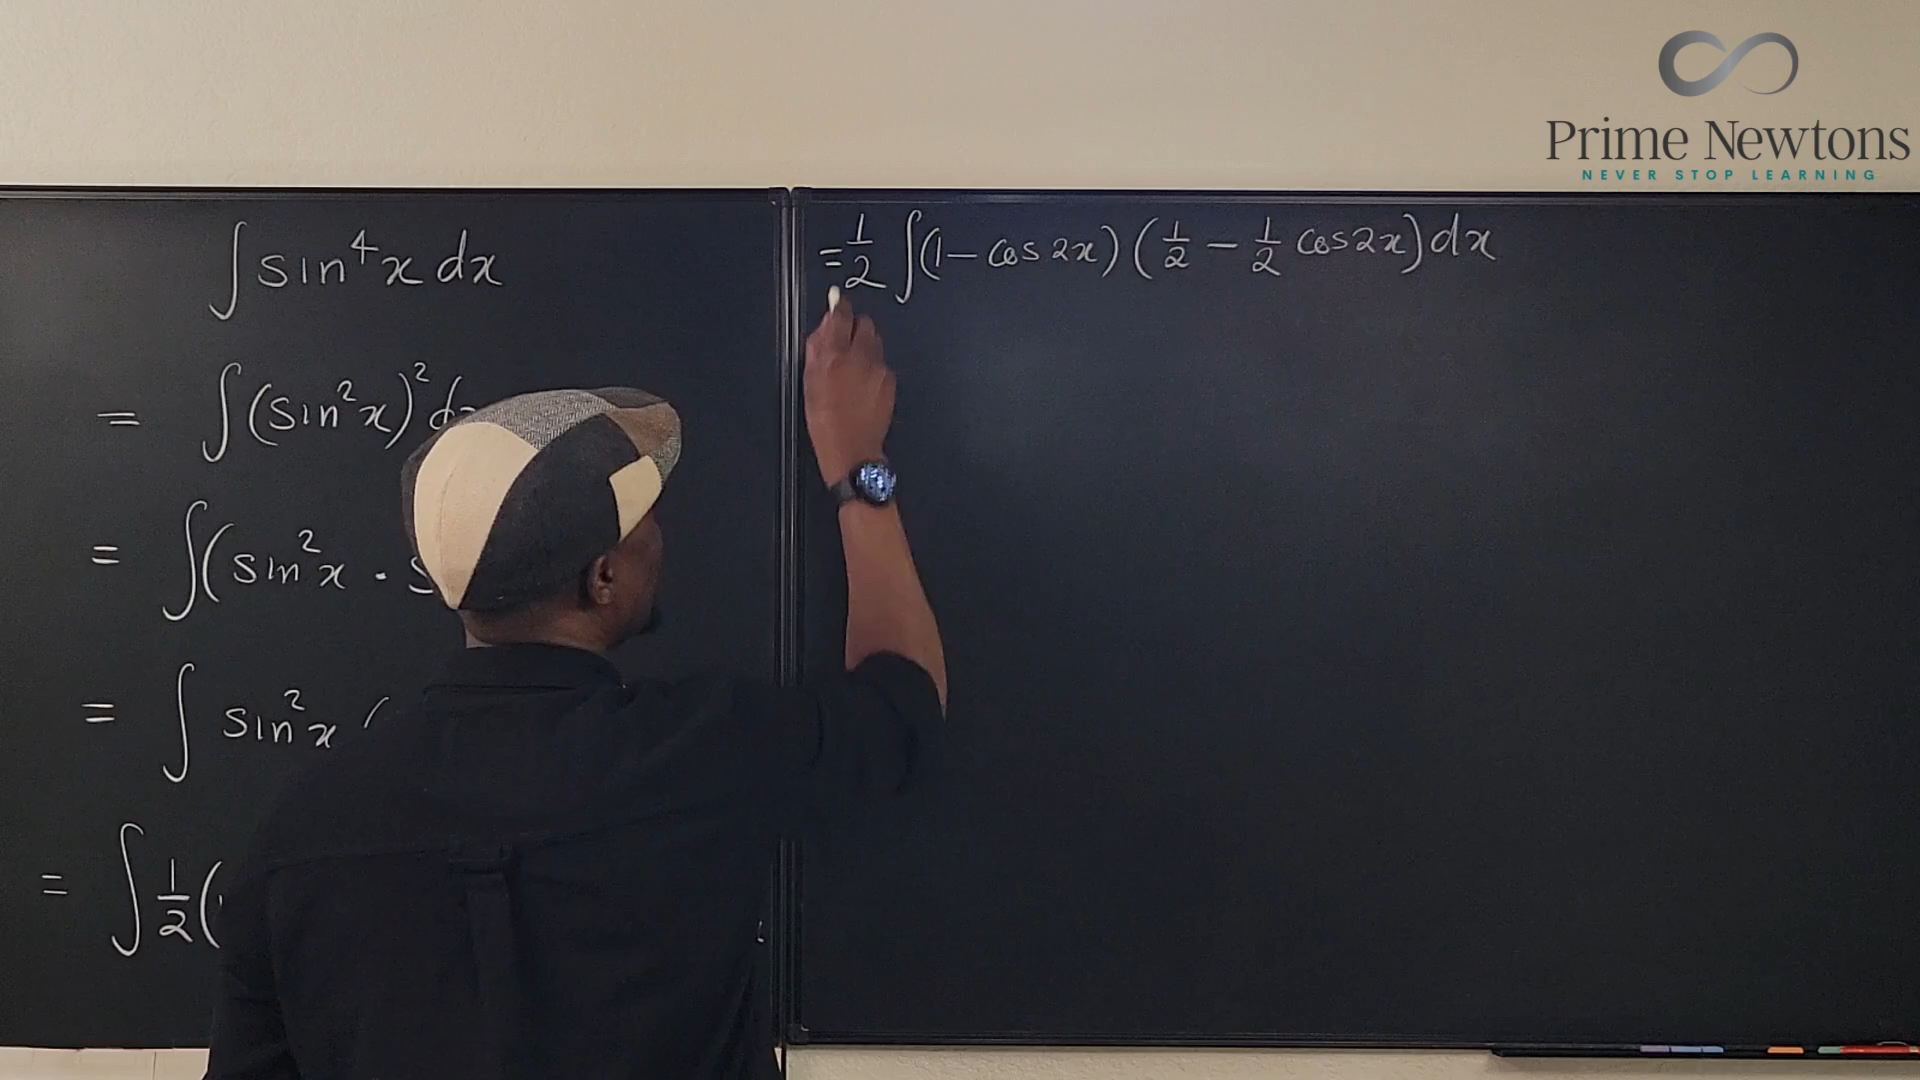 Prime Newtons
NEVER STOP LEARNING
∫ sin⁴x dx
= ∫(sin²x)² d
= ∫(sin²x ·
= ∫ sin²x (
= ∫ 1/2 (
= 1/2 ∫(1 - cos 2x) (1/2 - 1/2 cos 2x) dx